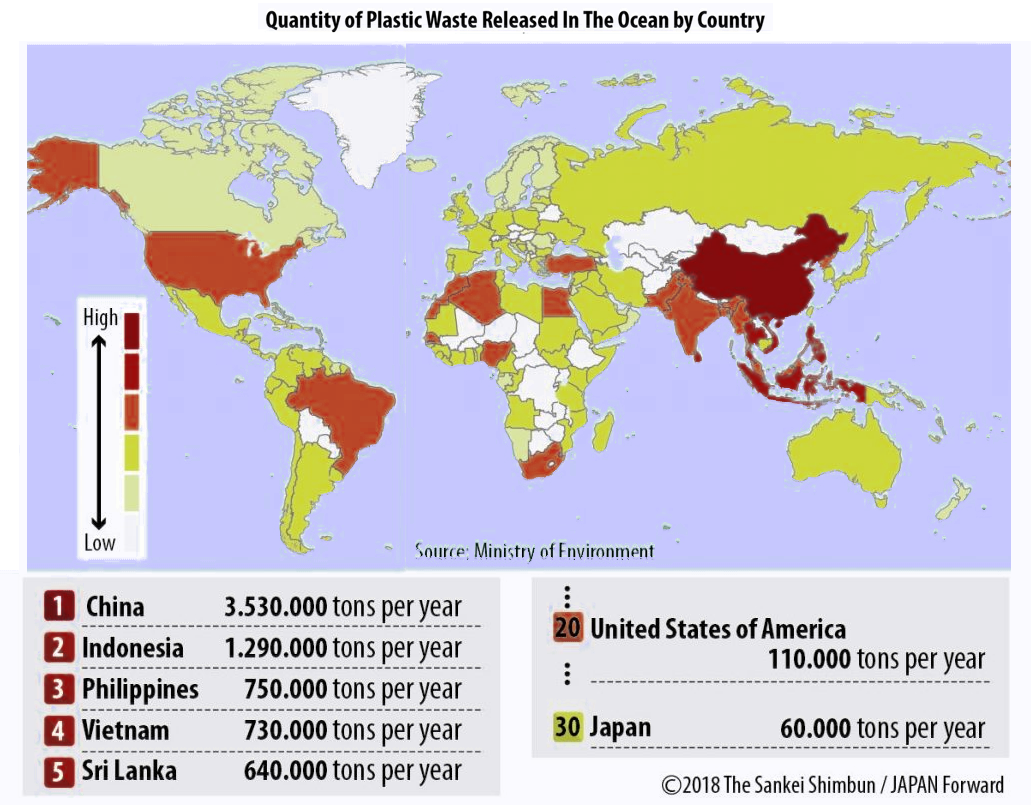 Quantity of Plastic Waste Released In The Ocean by Country
High
Low
Source: Ministry of Environment
1 China 3.530.000 tons per year
2 Indonesia 1.290.000 tons per year
3 Philippines 750.000 tons per year
4 Vietnam 730.000 tons per year
5 Sri Lanka 640.000 tons per year
20 United States of America
110.000 tons per year
30 Japan 60.000 tons per year
©2018 The Sankei Shimbun / JAPAN Forward